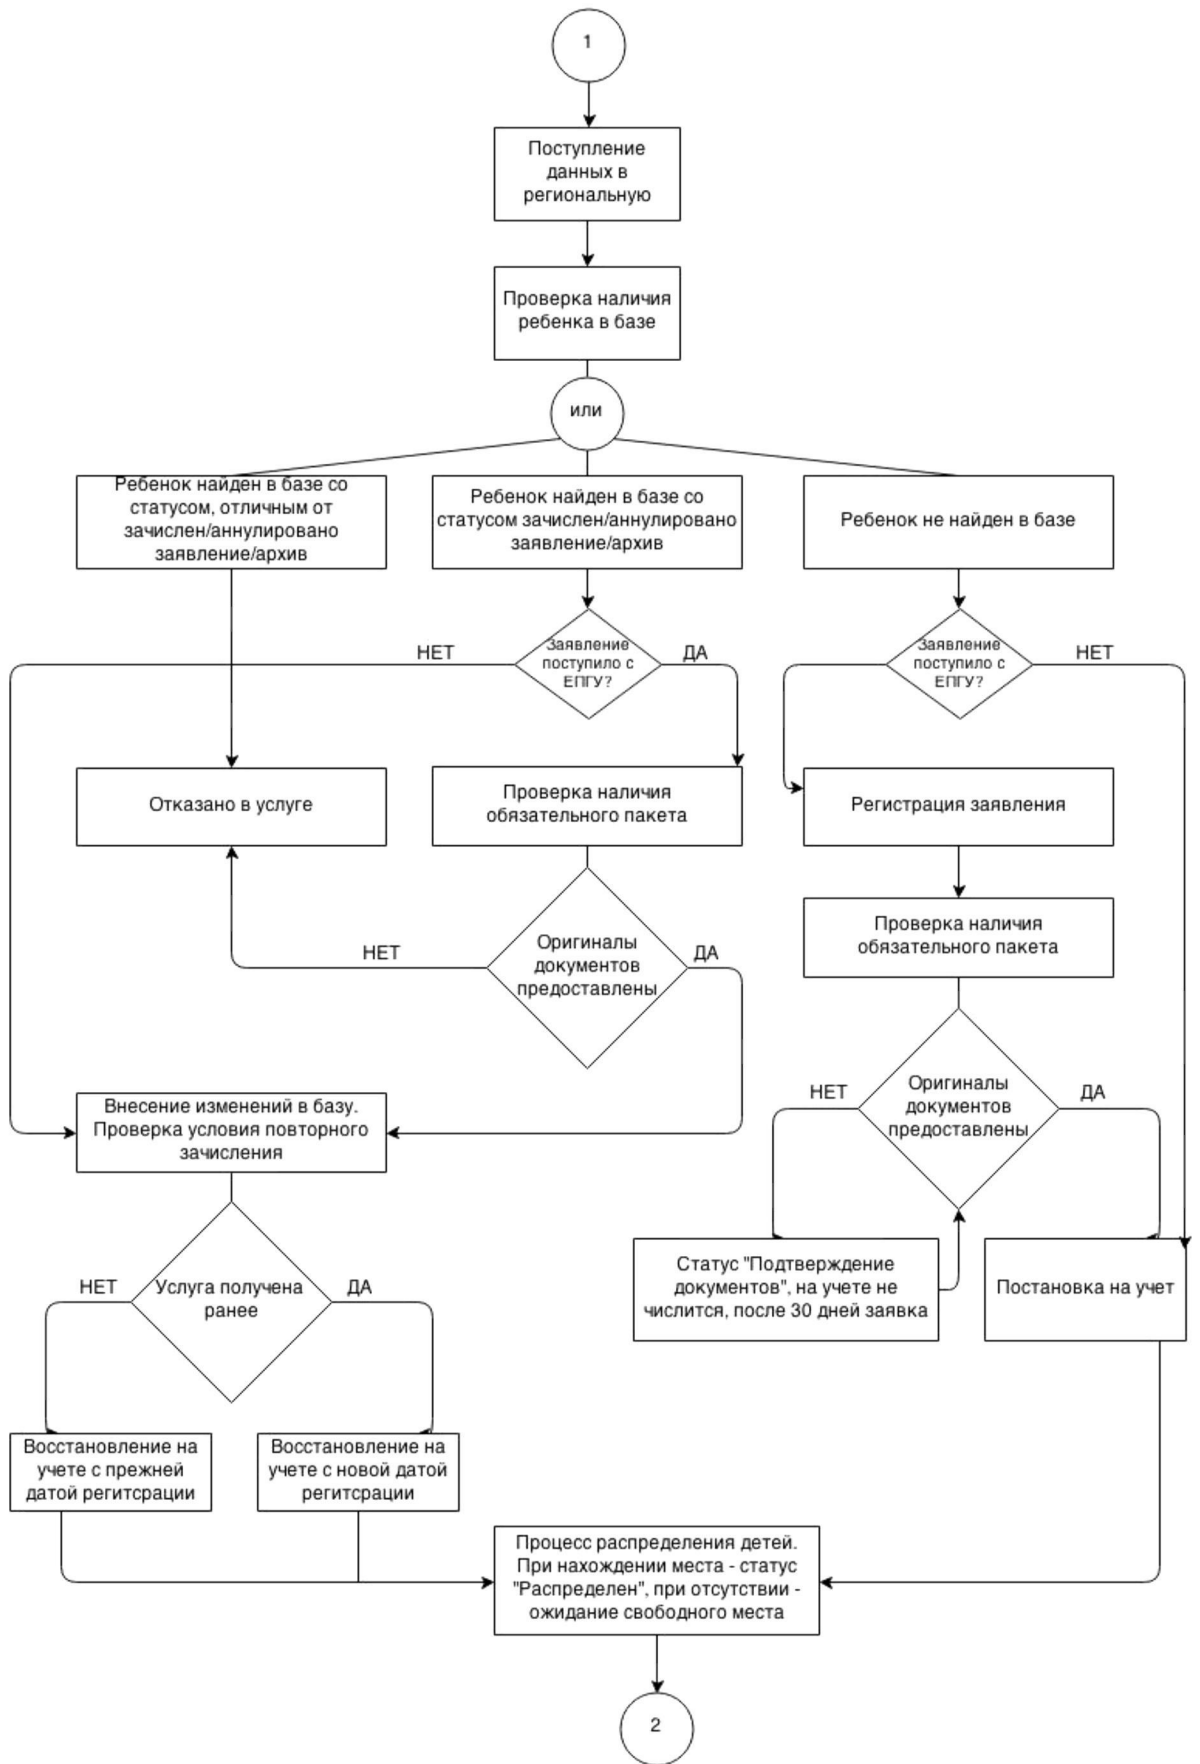 1
Поступление
данных в
региональную
Проверка наличия
ребенка в базе
или
Ребенок найден в базе со
статусом, отличным от
зачислен/аннулировано
заявление/архив
Ребенок найден в базе со
статусом зачислен/аннулировано
заявление/архив
Ребенок не найден в базе
НЕТ
Заявление
поступило с
ЕПГУ?
ДА
Заявление
поступило с
ЕПГУ?
НЕТ
Отказано в услуге
Проверка наличия
обязательного пакета
Регистрация заявления
Проверка наличия
обязательного пакета
НЕТ
Оригиналы
документов
предоставлены
ДА
НЕТ
Оригиналы
документов
предоставлены
ДА
Внесение изменений в базу.
Проверка условия повторного
зачисления
НЕТ
Услуга получена
ранее
ДА
Статус "Подтверждение
документов", на учете не
числится, после 30 дней заявка
Постановка на учет
Восстановление на
учете с прежней
датой регитсрации
Восстановление на
учете с новой датой
регитсрации
Процесс распределения детей.
При нахождении места - статус
"Распределен", при отсутствии -
ожидание свободного места
2